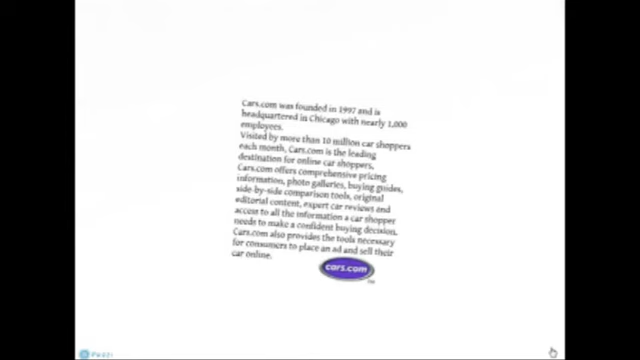 Cars.com was founded in 1997 and is
headquartered in Chicago with nearly 1,000
employees.
Visited by more than 10 million car shoppers
each month, Cars.com is the leading
destination for online car shoppers,
Cars.com offers comprehensive pricing
information, photo galleries, buying guides,
side-by-side comparison tools, original
editorial content, expert car reviews and
access to all the information a car shopper
needs to make a confident buying decision.
Cars.com also provides the tools necessary
for consumers to place an ad and sell their
car online.
cars.com
TM
Prezi